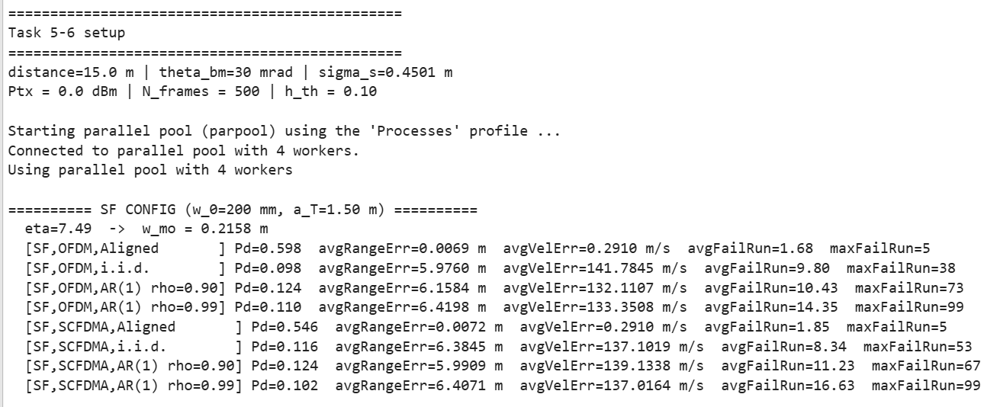 ===============================================
Task 5-6 setup
===============================================
distance=15.0 m | theta_bm=30 mrad | sigma_s=0.4501 m
Ptx = 0.0 dBm | N_frames = 500 | h_th = 0.10
Starting parallel pool (parpool) using the 'Processes' profile ...
Connected to parallel pool with 4 workers.
Using parallel pool with 4 workers
========== SF CONFIG (w_0=200 mm, a_T=1.50 m) ==========
eta=7.49  ->  w_mo = 0.2158 m
[SF,OFDM,Aligned       ] Pd=0.598  avgRangeErr=0.0069 m  avgVelErr=0.2910 m/s  avgFailRun=1.68  maxFailRun=5
[SF,OFDM,i.i.d.        ] Pd=0.098  avgRangeErr=5.9760 m  avgVelErr=141.7845 m/s  avgFailRun=9.80  maxFailRun=38
[SF,OFDM,AR(1) rho=0.90] Pd=0.124  avgRangeErr=6.1584 m  avgVelErr=132.1107 m/s  avgFailRun=10.43  maxFailRun=73
[SF,OFDM,AR(1) rho=0.99] Pd=0.110  avgRangeErr=6.4198 m  avgVelErr=133.3508 m/s  avgFailRun=14.35  maxFailRun=99
[SF,SCFDMA,Aligned       ] Pd=0.546  avgRangeErr=0.0072 m  avgVelErr=0.2910 m/s  avgFailRun=1.85  maxFailRun=5
[SF,SCFDMA,i.i.d.        ] Pd=0.116  avgRangeErr=6.3845 m  avgVelErr=137.1019 m/s  avgFailRun=8.34  maxFailRun=53
[SF,SCFDMA,AR(1) rho=0.90] Pd=0.124  avgRangeErr=5.9909 m  avgVelErr=139.1338 m/s  avgFailRun=11.23  maxFailRun=67
[SF,SCFDMA,AR(1) rho=0.99] Pd=0.102  avgRangeErr=6.4071 m  avgVelErr=137.0164 m/s  avgFailRun=16.63  maxFailRun=99